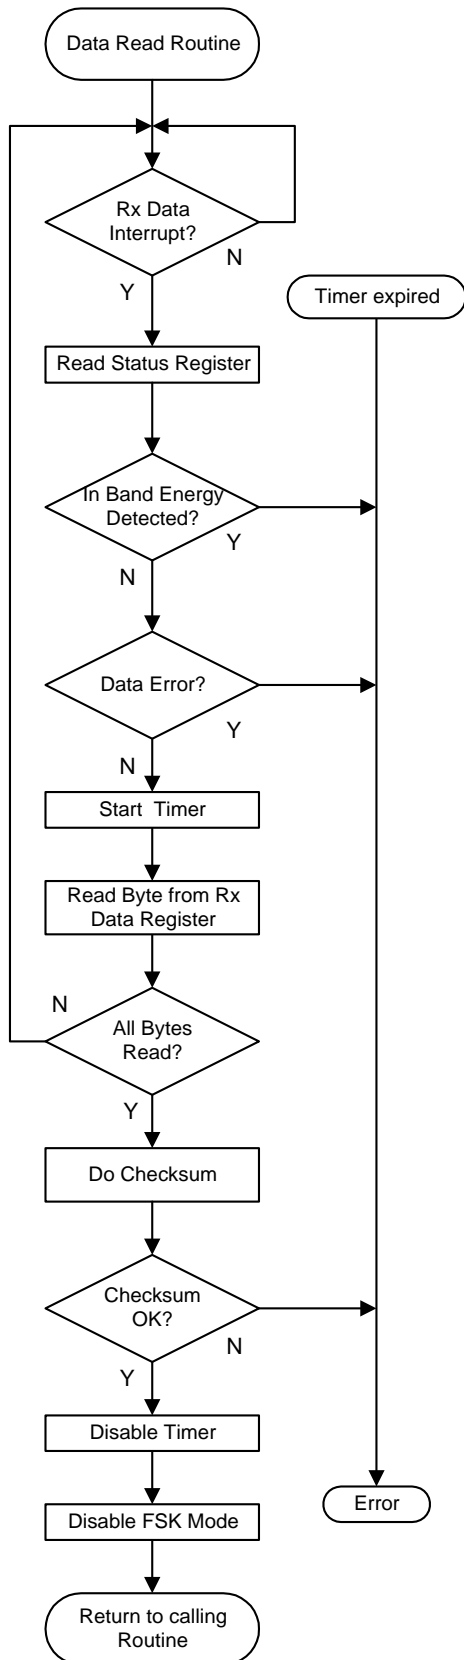 Data Read Routine
Rx Data
Interrupt?
N
Y
Timer expired
Read Status Register
In Band Energy
Detected?
Y
N
Data Error?
Y
N
Start Timer
Read Byte from Rx
Data Register
N
All Bytes
Read?
Y
Do Checksum
Checksum
OK?
N
Y
Disable Timer
Error
Disable FSK Mode
Return to calling
Routine